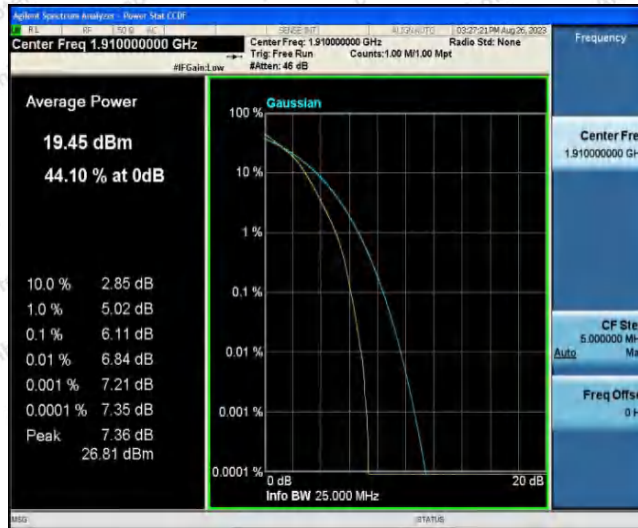 Agilent Spectrum Analyzer - Power Stat CCDF
RL RF 50 Ω AC SENSE:INT ALIGNAUTO 03:27:21 PM Aug 26, 2023
Center Freq 1.910000000 GHz
Center Freq: 1.910000000 GHz Radio Std: None
Trig: Free Run Counts:1.00 M/1.00 Mpt
#IFGain:Low #Atten: 46 dB
Frequency
Average Power
19.45 dBm
44.10 % at 0dB
10.0 % 2.85 dB
1.0 % 5.02 dB
0.1 % 6.11 dB
0.01 % 6.84 dB
0.001 % 7.21 dB
0.0001 % 7.35 dB
Peak 7.36 dB
26.81 dBm
Gaussian
100 %
10 %
1 %
0.1 %
0.01 %
0.001 %
0.0001 %
0 dB 20 dB
Info BW 25.000 MHz
Center Fre
1.910000000 GH
CF Ste
5.000000 MH
Auto Ma
Freq Offse
0 H
MSG STATUS